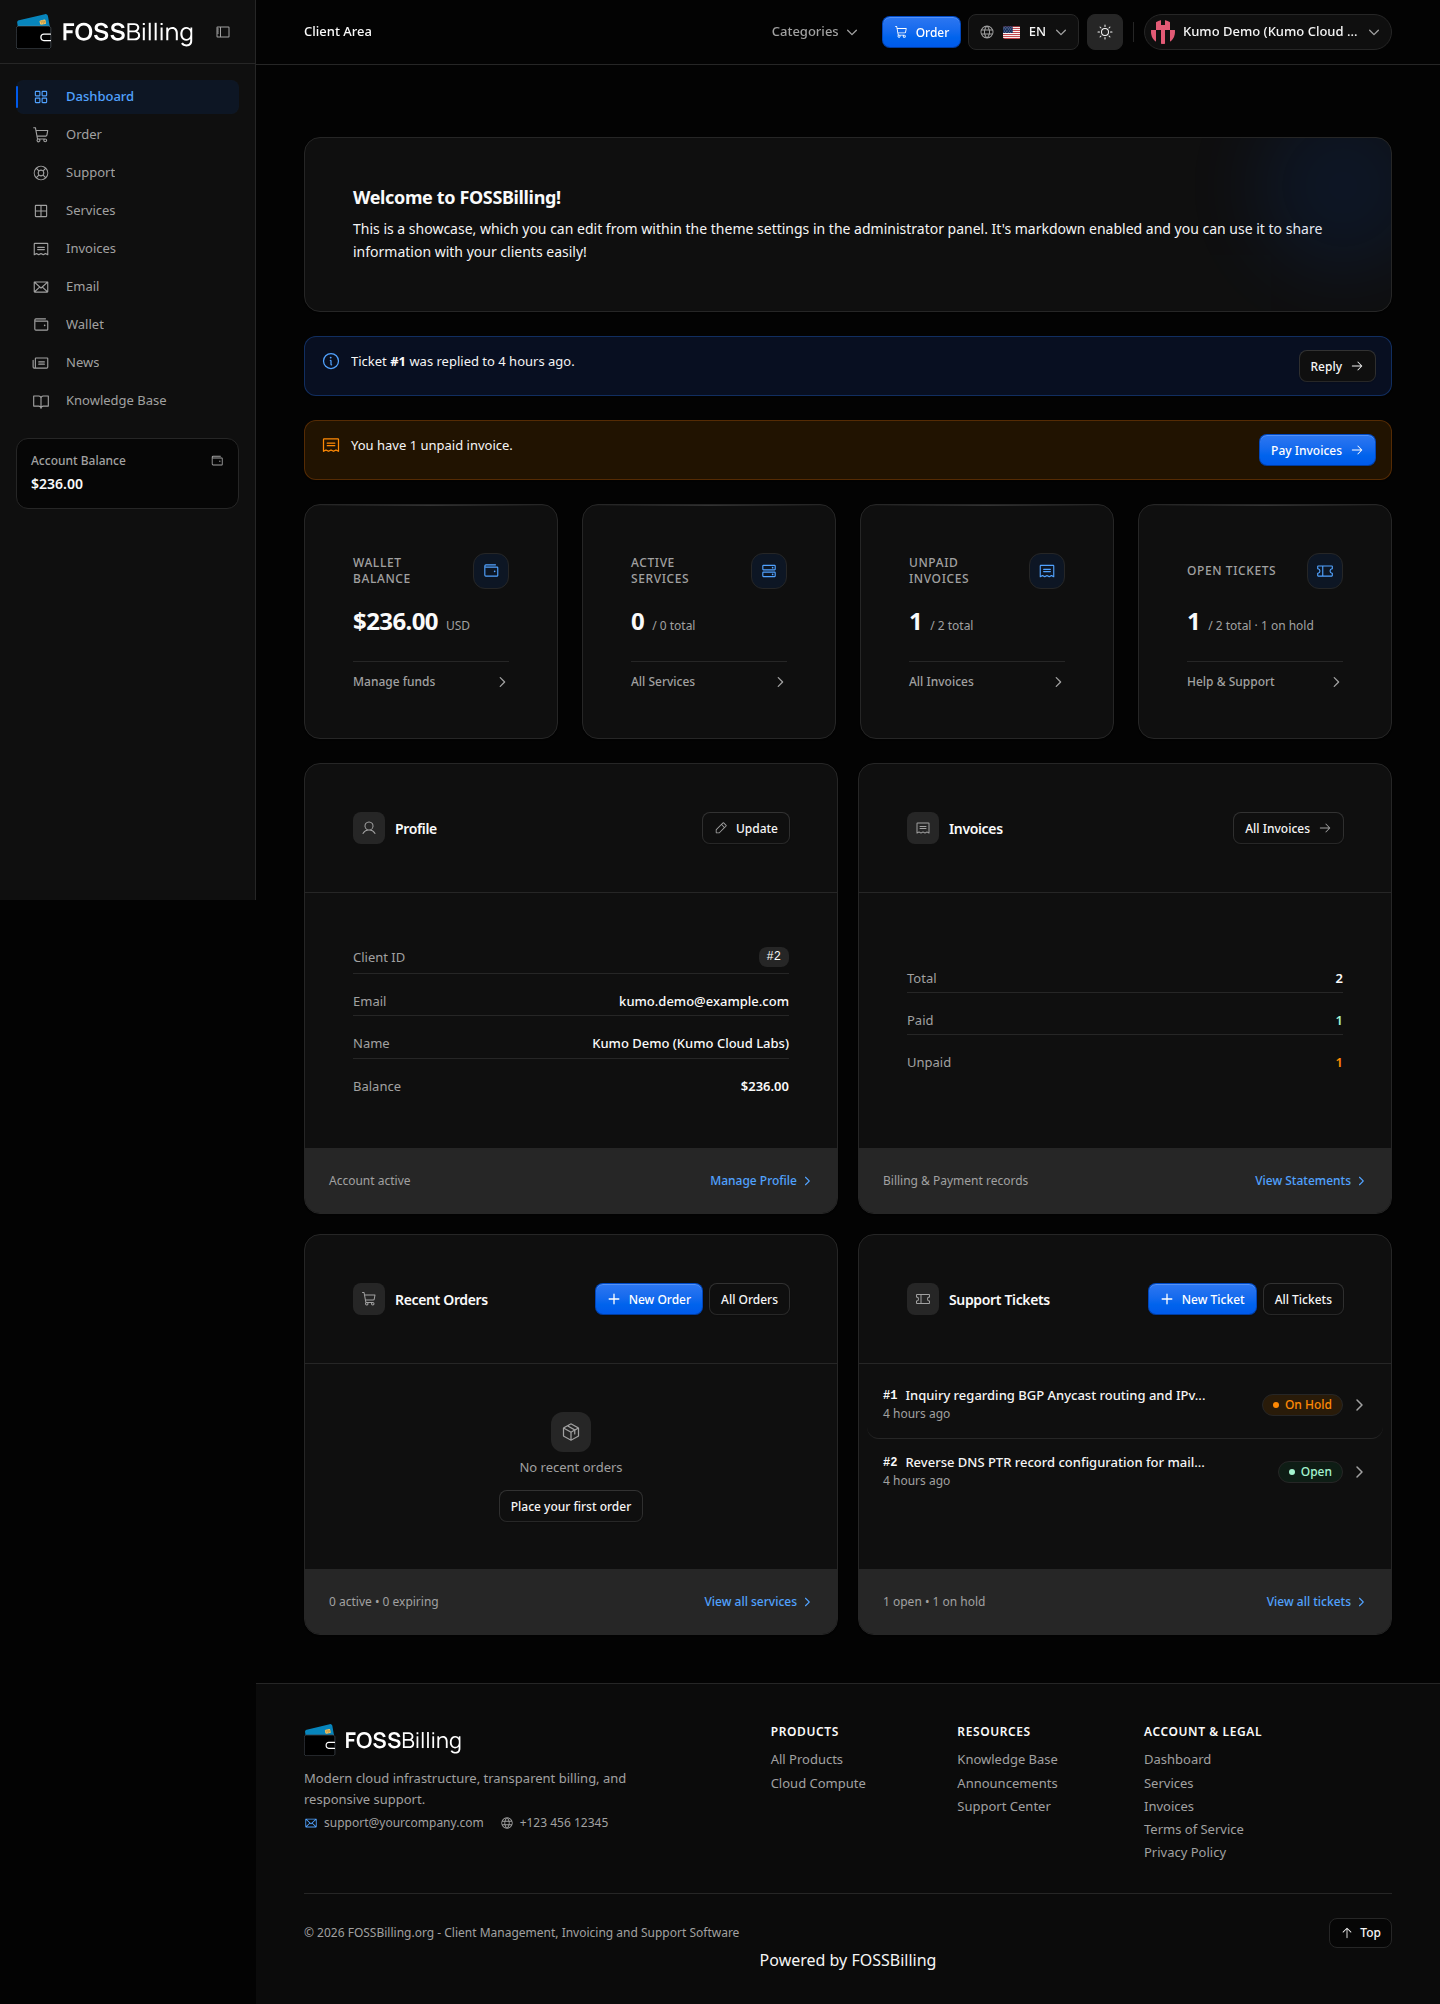 FOSSBilling
Client Area
Categories
Order
EN
Kumo Demo (Kumo Cloud ...
Dashboard
Order
Support
Services
Invoices
Email
Wallet
News
Knowledge Base
Account Balance
$236.00
Welcome to FOSSBilling!
This is a showcase, which you can edit from within the theme settings in the administrator panel. It's markdown enabled and you can use it to share
information with your clients easily!
Ticket #1 was replied to 4 hours ago.
Reply
You have 1 unpaid invoice.
Pay Invoices
WALLET
BALANCE
$236.00 USD
Manage funds
ACTIVE
SERVICES
0 / 0 total
All Services
UNPAID
INVOICES
1 / 2 total
All Invoices
OPEN TICKETS
1 / 2 total · 1 on hold
Help & Support
Profile
Update
Client ID
#2
Email
kumo.demo@example.com
Name
Kumo Demo (Kumo Cloud Labs)
Balance
$236.00
Account active
Manage Profile
Invoices
All Invoices
Total
2
Paid
1
Unpaid
1
Billing & Payment records
View Statements
Recent Orders
New Order
All Orders
No recent orders
Place your first order
0 active • 0 expiring
View all services
Support Tickets
New Ticket
All Tickets
#1 Inquiry regarding BGP Anycast routing and IPv...
4 hours ago
On Hold
#2 Reverse DNS PTR record configuration for mail...
4 hours ago
Open
1 open • 1 on hold
View all tickets
FOSSBilling
Modern cloud infrastructure, transparent billing, and
responsive support.
support@yourcompany.com
+123 456 12345
PRODUCTS
All Products
Cloud Compute
RESOURCES
Knowledge Base
Announcements
Support Center
ACCOUNT & LEGAL
Dashboard
Services
Invoices
Terms of Service
Privacy Policy
© 2026 FOSSBilling.org - Client Management, Invoicing and Support Software
Top
Powered by FOSSBilling